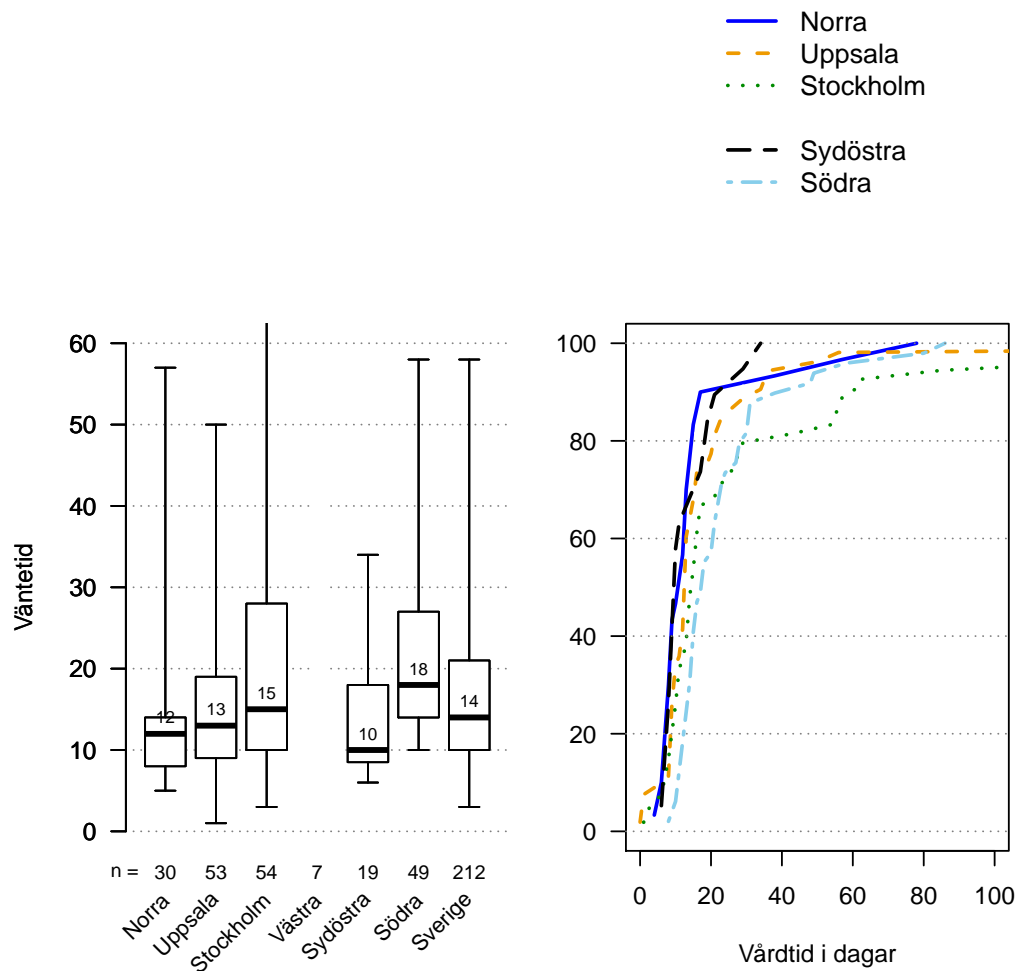 Norra
Uppsala
Stockholm
Sydöstra
Södra
Väntetid
60
50
40
30
20
10
0
12
13
15
10
18
14
n = 30 53 54 7 19 49 212
Norra Uppsala Stockholm Västra Sydöstra Södra Sverige
100
80
60
40
20
0
0 20 40 60 80 100
Vårdtid i dagar